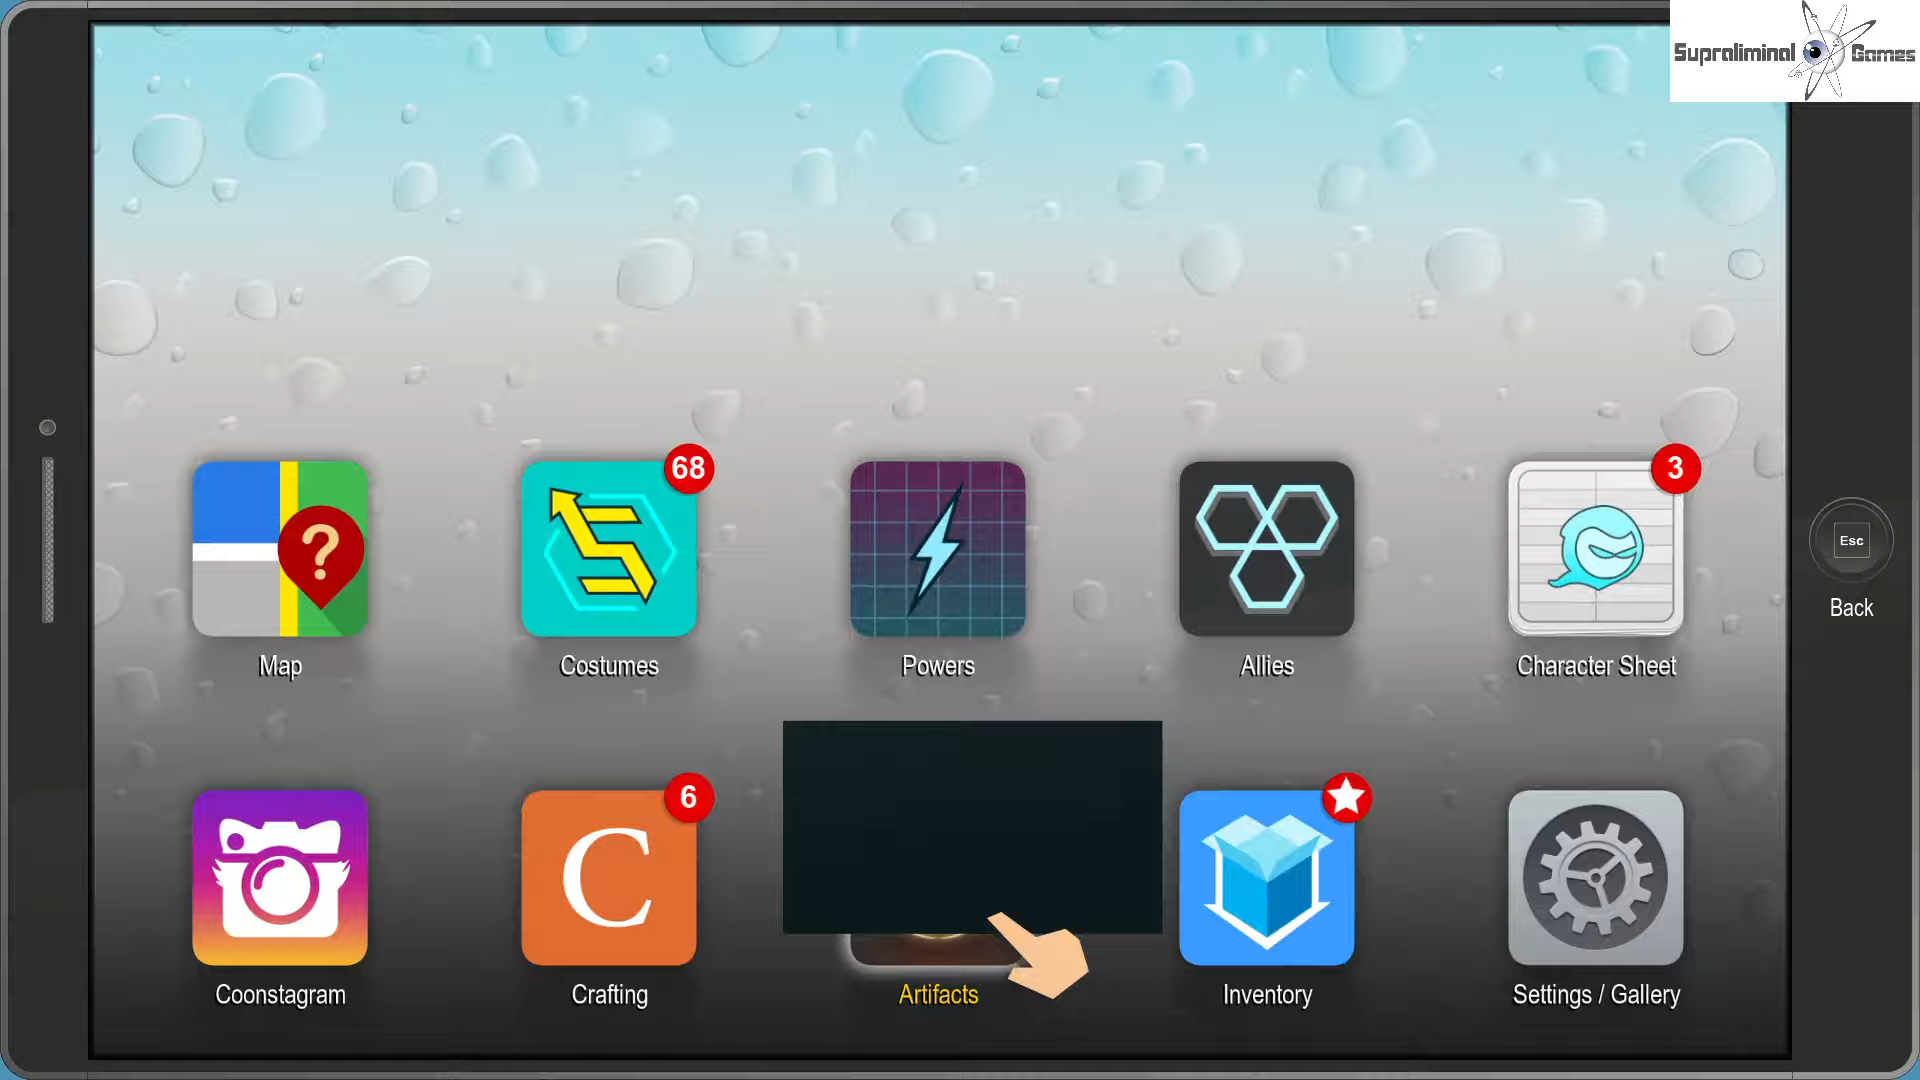 Supraliminal Games
68
3
?
Esc
Map
Costumes
Powers
Allies
Character Sheet
Back
6
C
Coonstagram
Crafting
Artifacts
Inventory
Settings / Gallery